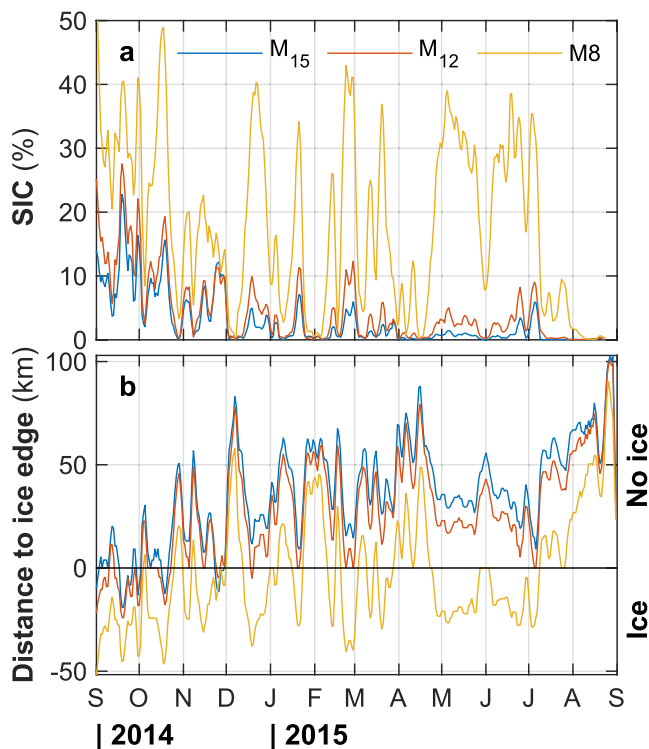 a
M15 M12 M8
50
40
30
20
10
0
SIC (%)
b
100
50
0
-50
Distance to ice edge (km)
No ice
Ice
S O N D J F M A M J J A S
| 2014 | 2015